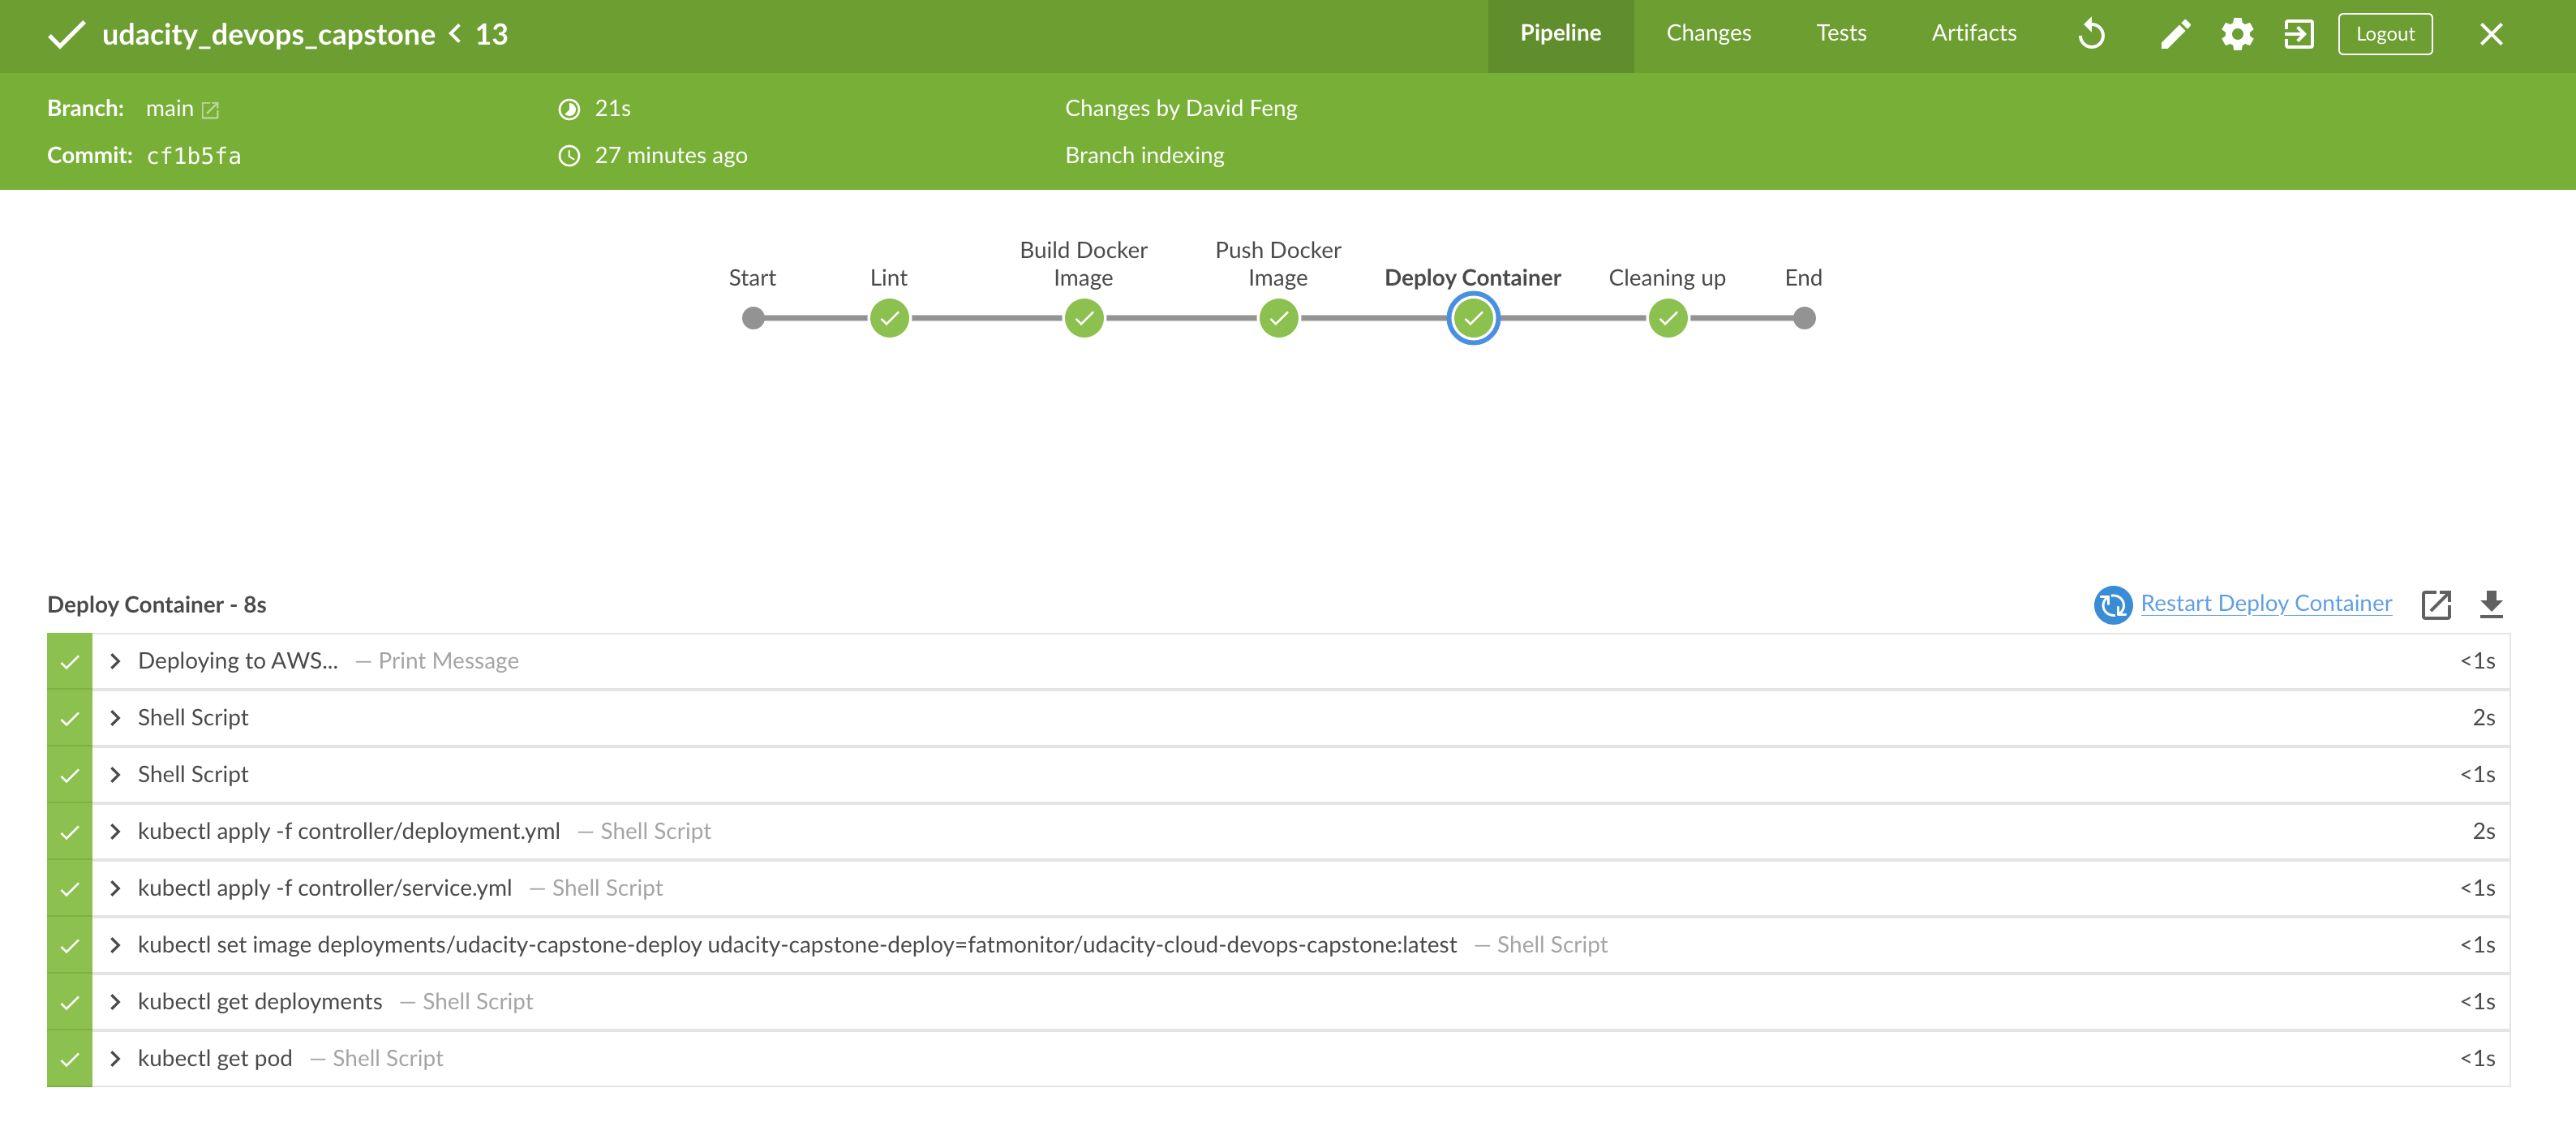 udacity_devops_capstone < 13
Pipeline Changes Tests Artifacts Logout
Branch: main 21s Changes by David Feng
Commit: cf1b5fa 27 minutes ago Branch indexing
Start
Lint
Build Docker
Image
Push Docker
Image
Deploy Container
Cleaning up
End
Deploy Container - 8s Restart Deploy Container
Deploying to AWS... — Print Message <1s
Shell Script 2s
Shell Script <1s
kubectl apply -f controller/deployment.yml — Shell Script 2s
kubectl apply -f controller/service.yml — Shell Script <1s
kubectl set image deployments/udacity-capstone-deploy udacity-capstone-deploy=fatmonitor/udacity-cloud-devops-capstone:latest — Shell Script <1s
kubectl get deployments — Shell Script <1s
kubectl get pod — Shell Script <1s